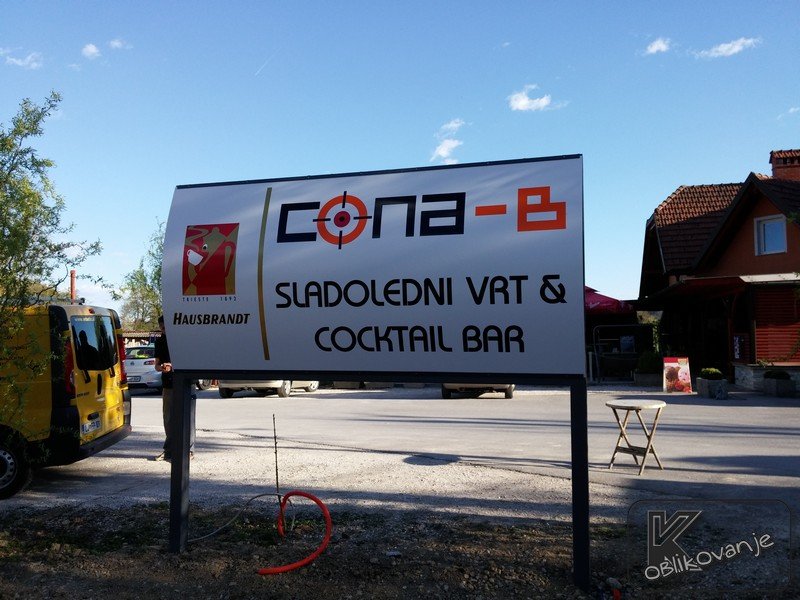 CONA-B
SLADOLEDNI VRT &
COCKTAIL BAR
TRIESTE 1892
HAUSBRANDT
K
OBLIKOVANJE